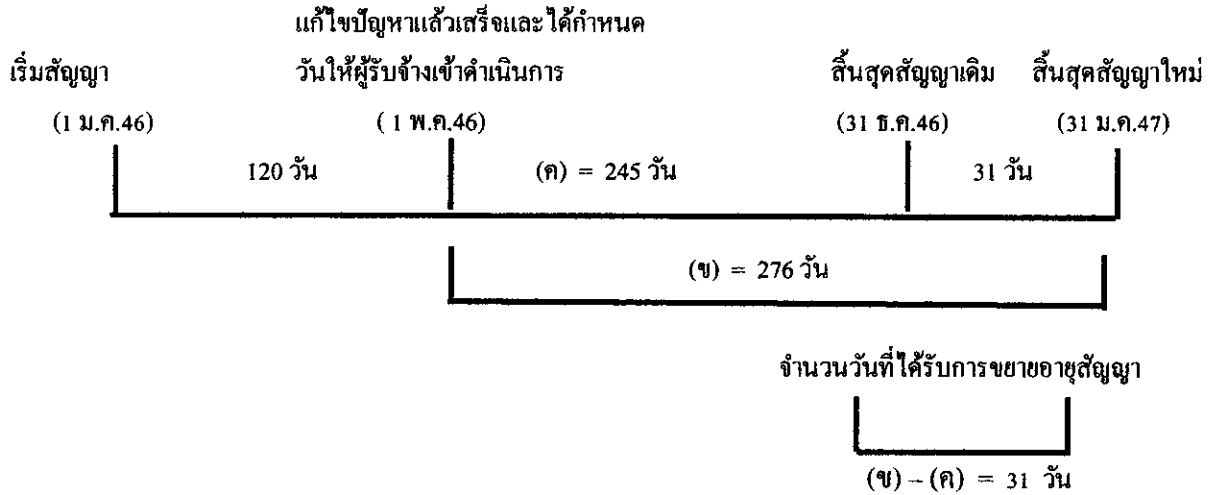 แก้ไขปัญหาแล้วเสร็จและได้กำหนด
เริ่มสัญญา วันให้ผู้รับจ้างเข้าดำเนินการ สิ้นสุดสัญญาเดิม สิ้นสุดสัญญาใหม่
(1 ม.ค.46) ( 1 พ.ค.46) (31 ธ.ค.46) (31 ม.ค.47)
120 วัน (ค) = 245 วัน 31 วัน
(ข) = 276 วัน
จำนวนวันที่ได้รับการขยายอายุสัญญา
(ข) – (ค) = 31 วัน